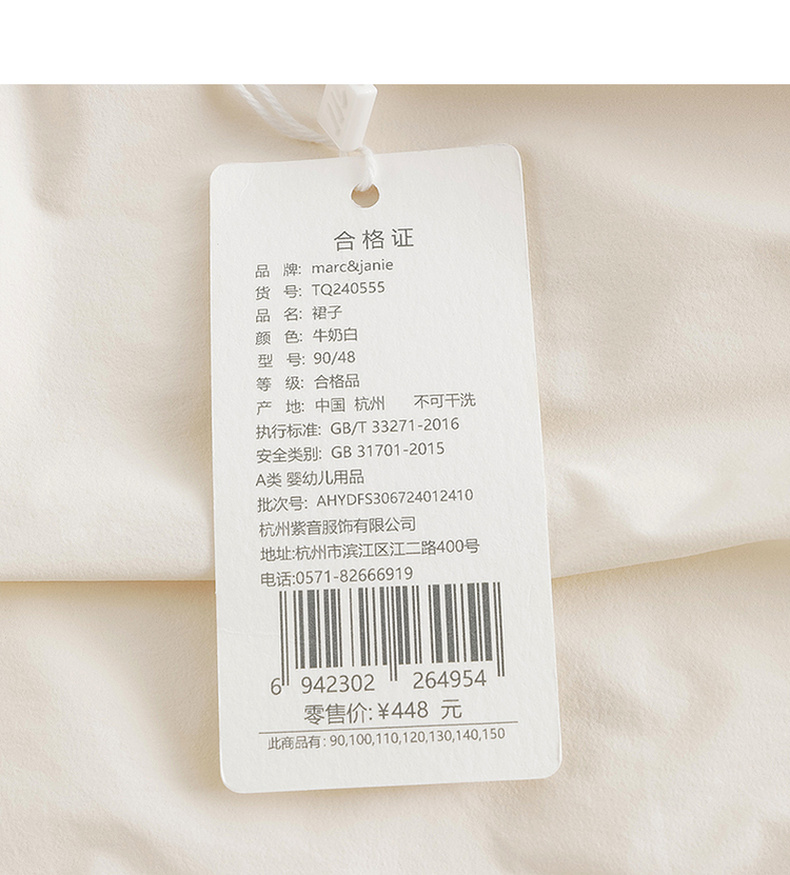 合格证
品 牌: marc&janie
货 号: TQ240555
品 名: 裙子
颜 色: 牛奶白
型 号: 90/48
等 级: 合格品
产 地: 中国 杭州 不可干洗
执行标准: GB/T 33271-2016
安全类别: GB 31701-2015
A类 婴幼儿用品
批次号: AHYDFS306724012410
杭州紫音服饰有限公司
地址:杭州市滨江区江二路400号
电话:0571-82666919
6 942302 264954
零售价:¥448 元
此商品有: 90,100,110,120,130,140,150